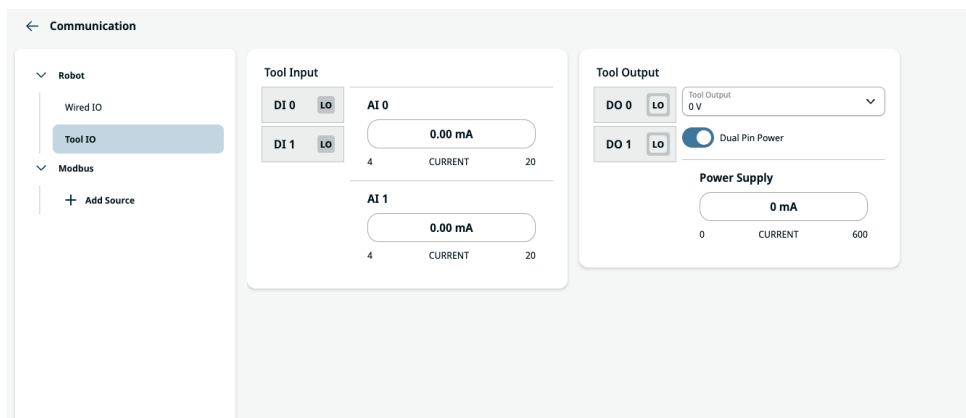 Communication
Robot
Wired IO
Tool IO
Modbus
Add Source
Tool Input
DI 0 LO
DI 1 LO
AI 0
0.00 mA
4 CURRENT 20
AI 1
0.00 mA
4 CURRENT 20
Tool Output
DO 0 LO
DO 1 LO
Tool Output
0 V
Dual Pin Power
Power Supply
0 mA
0 CURRENT 600